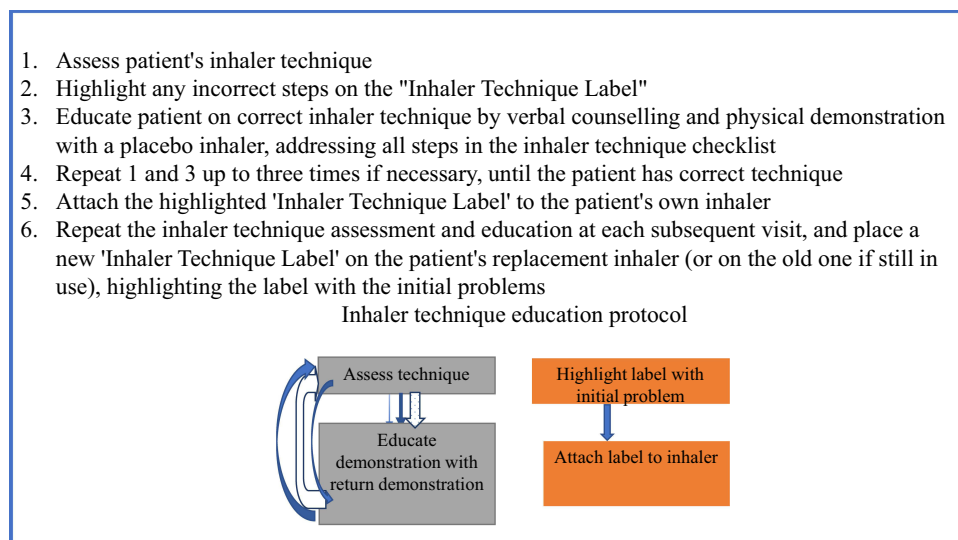 1. Assess patient's inhaler technique
2. Highlight any incorrect steps on the "Inhaler Technique Label"
3. Educate patient on correct inhaler technique by verbal counselling and physical demonstration
with a placebo inhaler, addressing all steps in the inhaler technique checklist
4. Repeat 1 and 3 up to three times if necessary, until the patient has correct technique
5. Attach the highlighted 'Inhaler Technique Label' to the patient's own inhaler
6. Repeat the inhaler technique assessment and education at each subsequent visit, and place a
new 'Inhaler Technique Label' on the patient's replacement inhaler (or on the old one if still in
use), highlighting the label with the initial problems
Inhaler technique education protocol
Assess technique
Educate
demonstration with
return demonstration
Highlight label with
initial problem
Attach label to inhaler